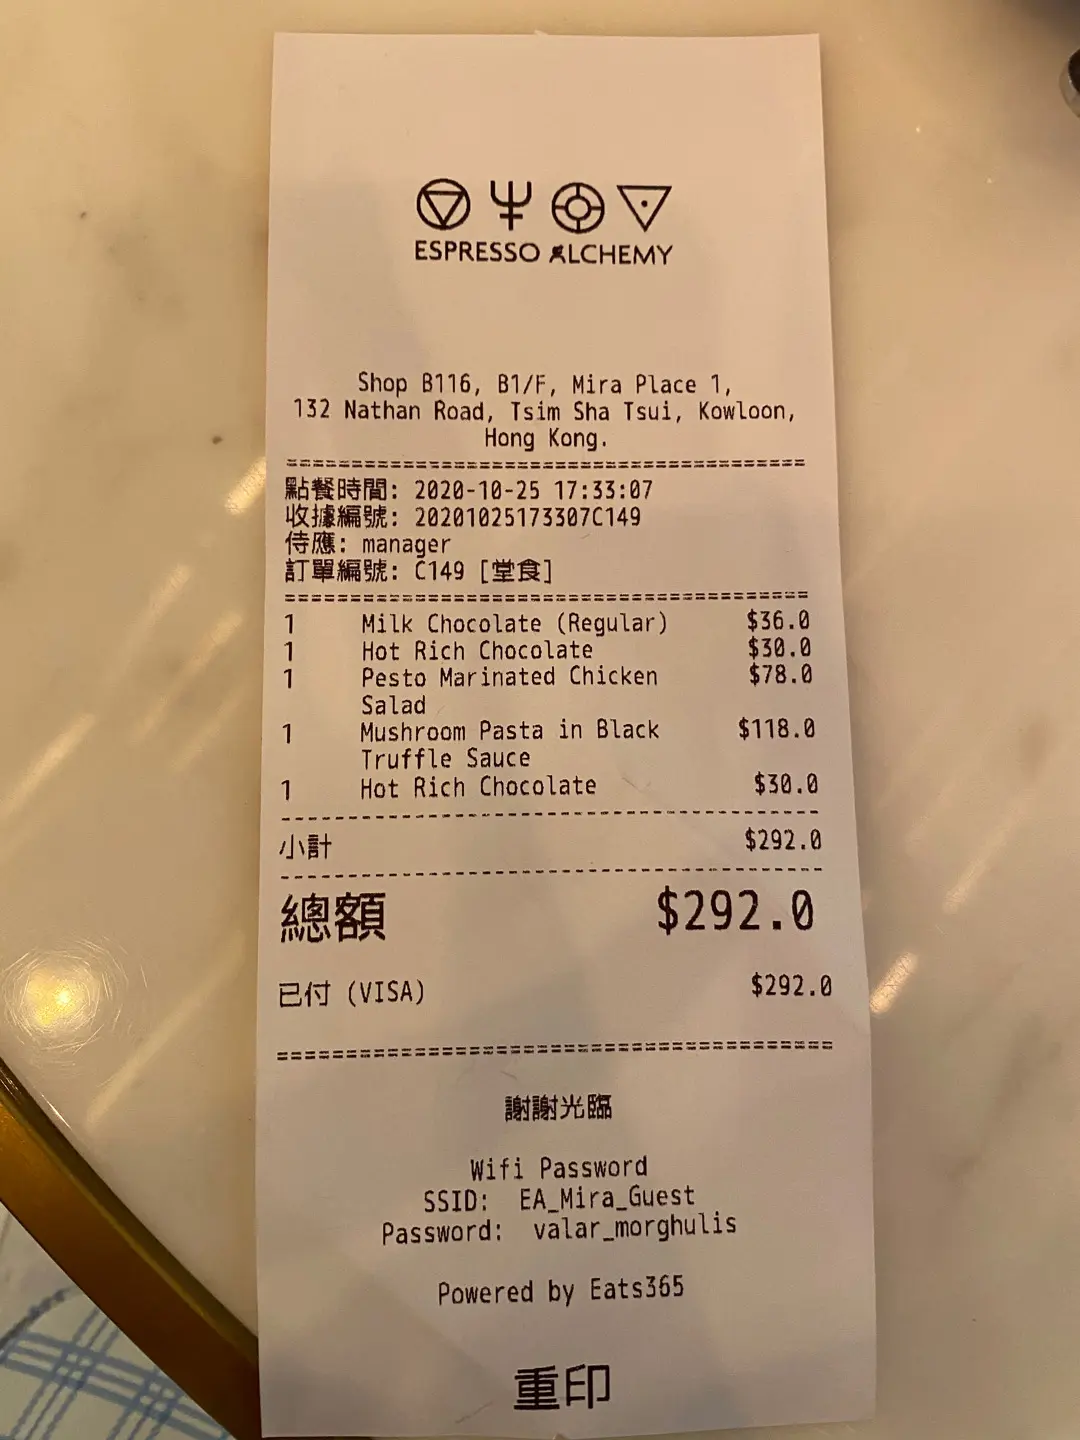 ESPRESSO ALCHEMY
Shop B116, B1/F, Mira Place 1,
132 Nathan Road, Tsim Sha Tsui, Kowloon,
Hong Kong.
點餐時間: 2020-10-25 17:33:07
收據編號: 20201025173307C149
侍應: manager
訂單編號: C149 [堂食]
1 Milk Chocolate (Regular) $36.0
1 Hot Rich Chocolate $30.0
1 Pesto Marinated Chicken $78.0
Salad
1 Mushroom Pasta in Black $118.0
Truffle Sauce
1 Hot Rich Chocolate $30.0
小計 $292.0
總額 $292.0
已付 (VISA) $292.0
謝謝光臨
Wifi Password
SSID: EA_Mira_Guest
Password: valar_morghulis
Powered by Eats365
重印